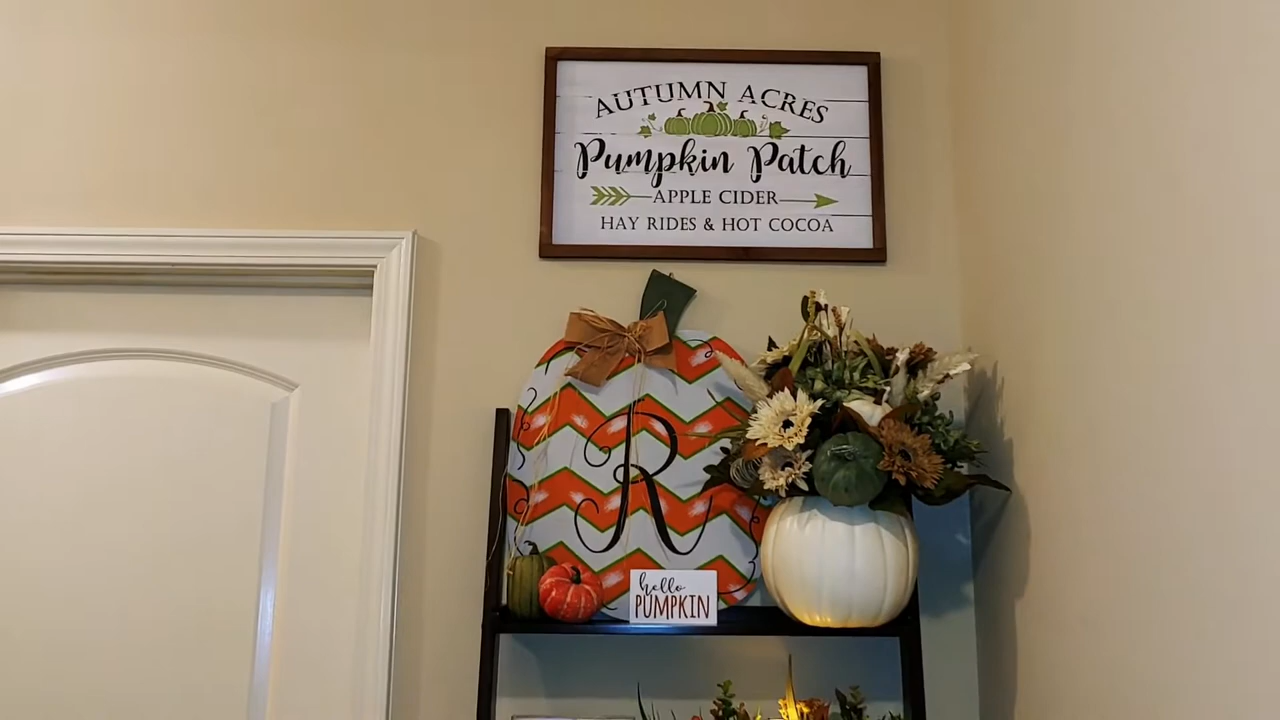 AUTUMN ACRES
Pumpkin Patch
APPLE CIDER
HAY RIDES & HOT COCOA
R
hello
PUMPKIN